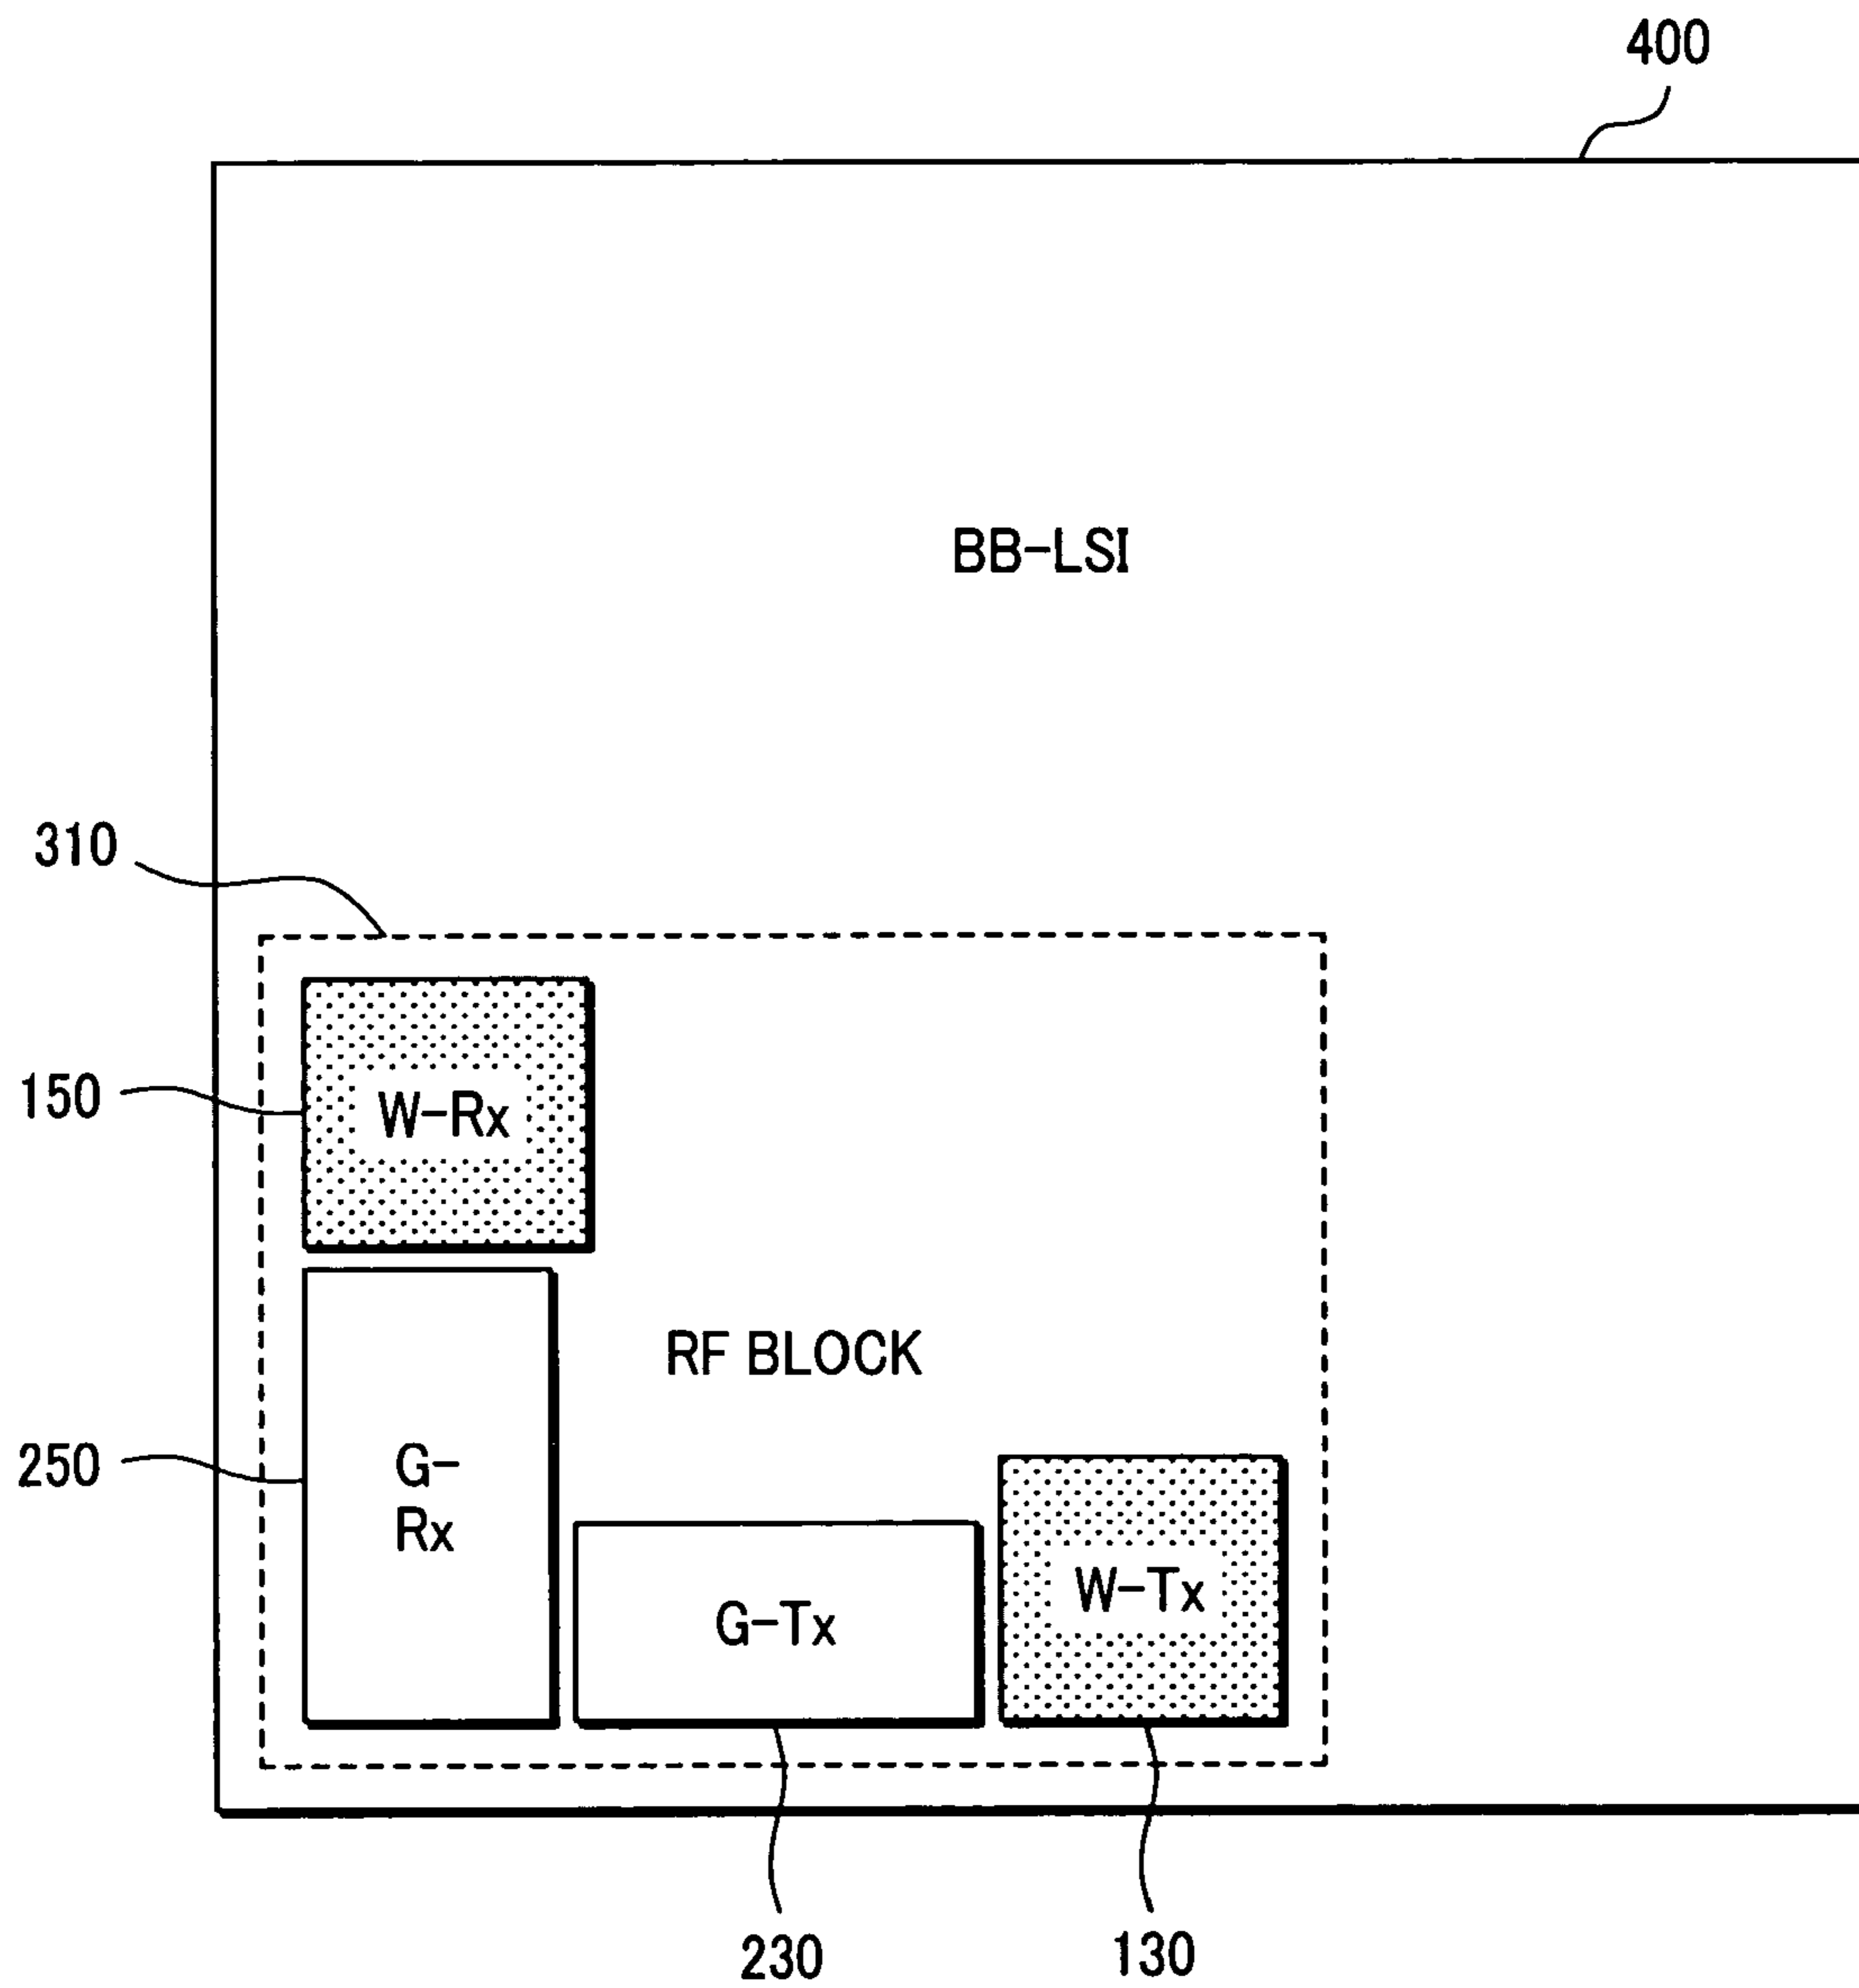 400
BB-LSI
310
150
W-Rx
RF BLOCK
250
G-
Rx
G-Tx
W-Tx
230
130